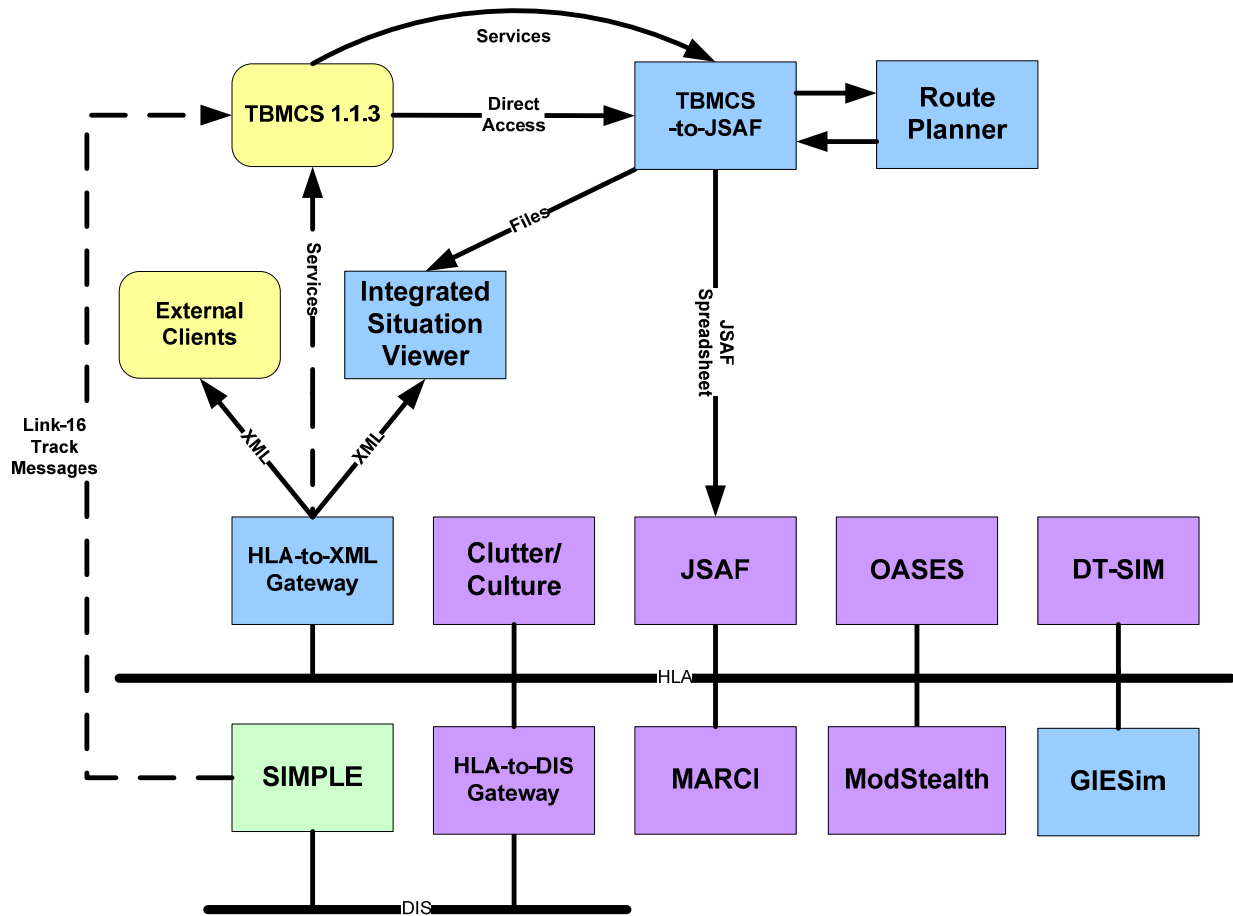 Services
TBMCS 1.1.3
Direct
Access
TBMCS
-to-JSAF
Route
Planner
Files
Services
External
Clients
Integrated
Situation
Viewer
JSAF
Spreadsheet
Link-16
Track
Messages
XML
XML
HLA-to-XML
Gateway
Clutter/
Culture
JSAF
OASES
DT-SIM
HLA
SIMPLE
HLA-to-DIS
Gateway
MARCI
ModStealth
GIESim
DIS